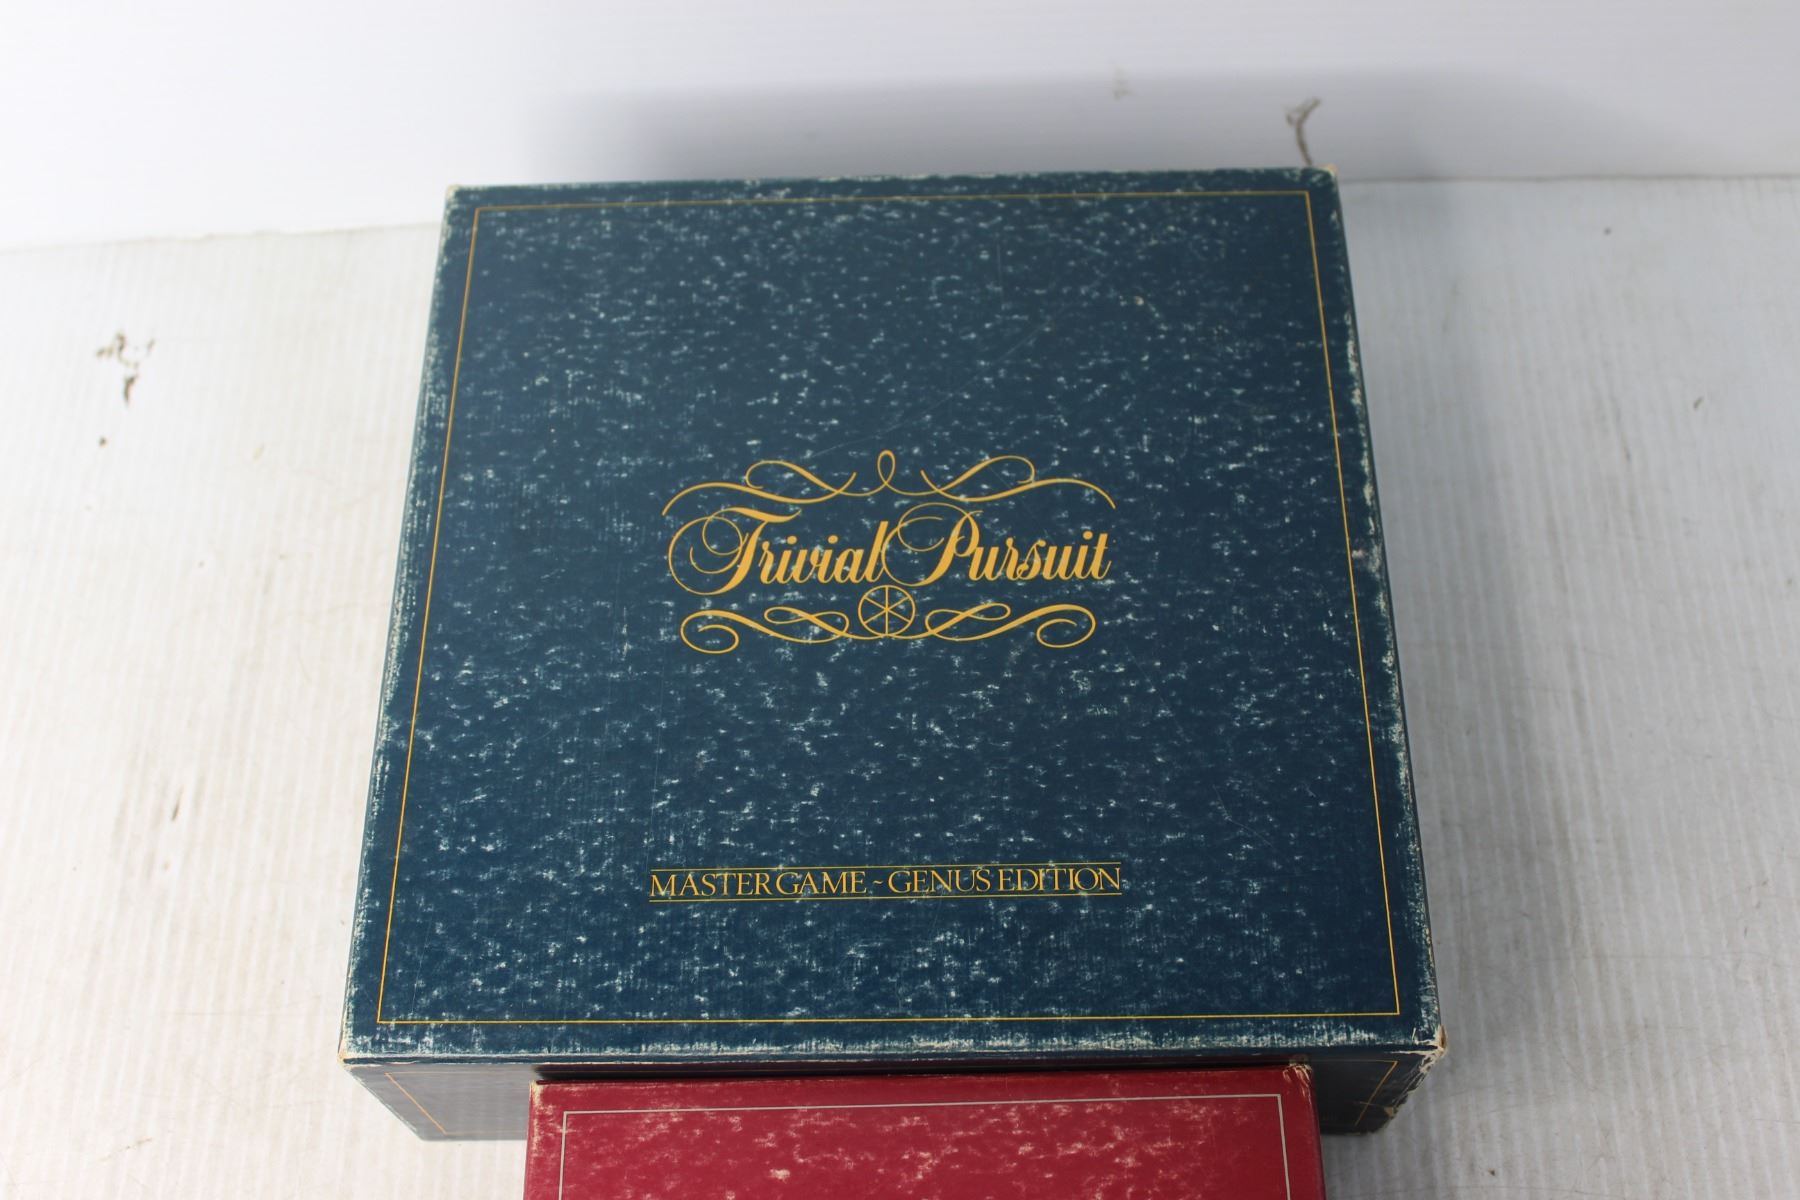 Trivial Pursuit
MASTER GAME ~ GENUS EDITION